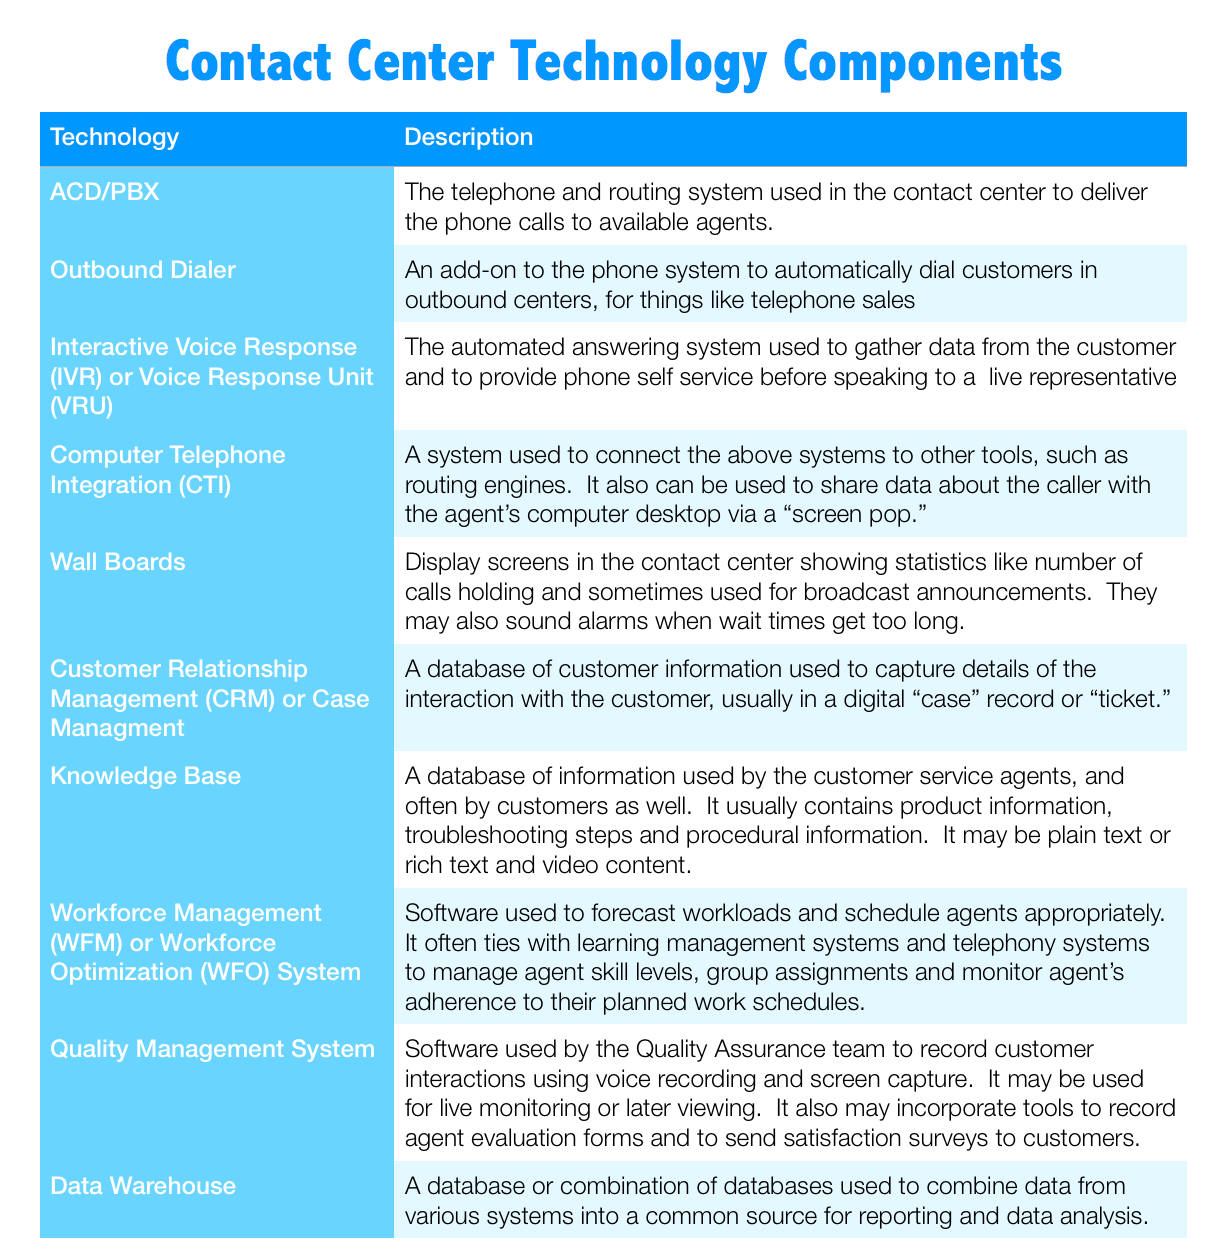 Contact Center Technology Components
Technology
Description
ACD/PBX
The telephone and routing system used in the contact center to deliver
the phone calls to available agents.
Outbound Dialer
An add-on to the phone system to automatically dial customers in
outbound centers, for things like telephone sales
Interactive Voice Response
(IVR) or Voice Response Unit
(VRU)
The automated answering system used to gather data from the customer
and to provide phone self service before speaking to a  live representative
Computer Telephone
Integration (CTI)
A system used to connect the above systems to other tools, such as
routing engines.  It also can be used to share data about the caller with
the agent’s computer desktop via a “screen pop.”
Wall Boards
Display screens in the contact center showing statistics like number of
calls holding and sometimes used for broadcast announcements.  They
may also sound alarms when wait times get too long.
Customer Relationship
Management (CRM) or Case
Managment
A database of customer information used to capture details of the
interaction with the customer, usually in a digital “case” record or “ticket.”
Knowledge Base
A database of information used by the customer service agents, and
often by customers as well.  It usually contains product information,
troubleshooting steps and procedural information.  It may be plain text or
rich text and video content.
Workforce Management
(WFM) or Workforce
Optimization (WFO) System
Software used to forecast workloads and schedule agents appropriately.
It often ties with learning management systems and telephony systems
to manage agent skill levels, group assignments and monitor agent’s
adherence to their planned work schedules.
Quality Management System
Software used by the Quality Assurance team to record customer
interactions using voice recording and screen capture.  It may be used
for live monitoring or later viewing.  It also may incorporate tools to record
agent evaluation forms and to send satisfaction surveys to customers.
Data Warehouse
A database or combination of databases used to combine data from
various systems into a common source for reporting and data analysis.